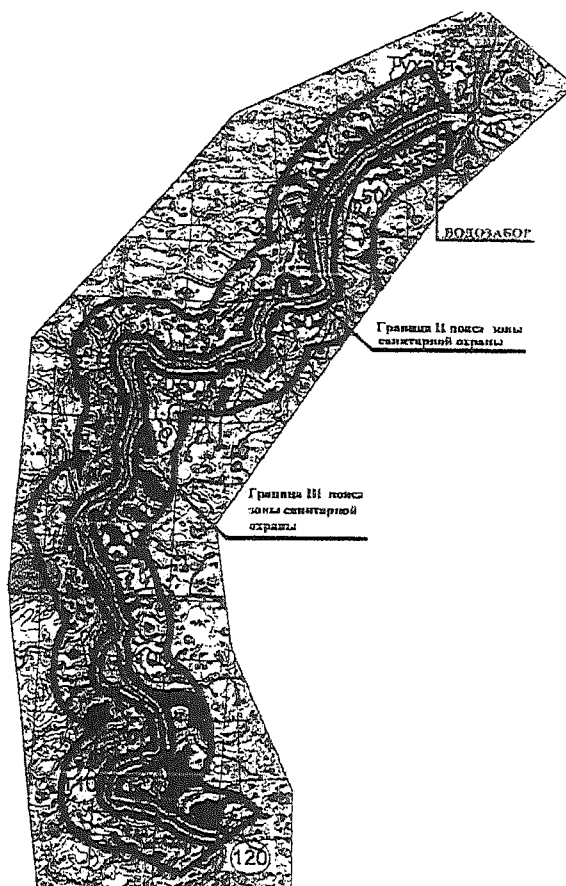 ВОДОЗАБОР
Граница II пояса зоны
санитарной охраны
Граница III пояса
зоны санитарной
охраны
120